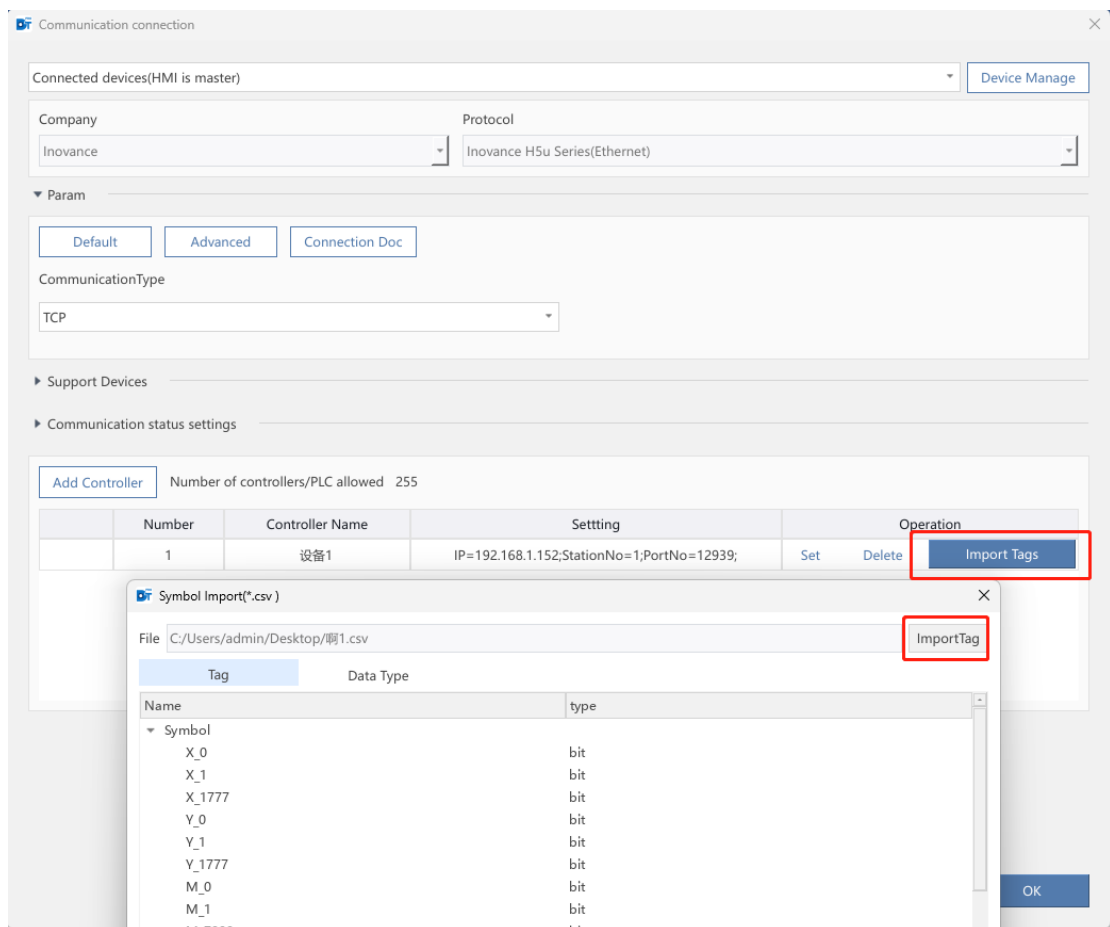 Communication connection
Connected devices(HMI is master)
Device Manage
Company
Protocol
Inovance
Inovance H5u Series(Ethernet)
Param
Default
Advanced
Connection Doc
CommunicationType
TCP
Support Devices
Communication status settings
Add Controller
Number of controllers/PLC allowed 255
Number
Controller Name
Settting
Operation
1
设备1
IP=192.168.1.152;StationNo=1;PortNo=12939;
Set
Delete
Import Tags
Symbol Import(*.csv )
File C:/Users/admin/Desktop/啊1.csv
ImportTag
Tag
Data Type
Name
type
Symbol
X_0
bit
X_1
bit
X_1777
bit
Y_0
bit
Y_1
bit
Y_1777
bit
M_0
bit
M_1
bit
OK